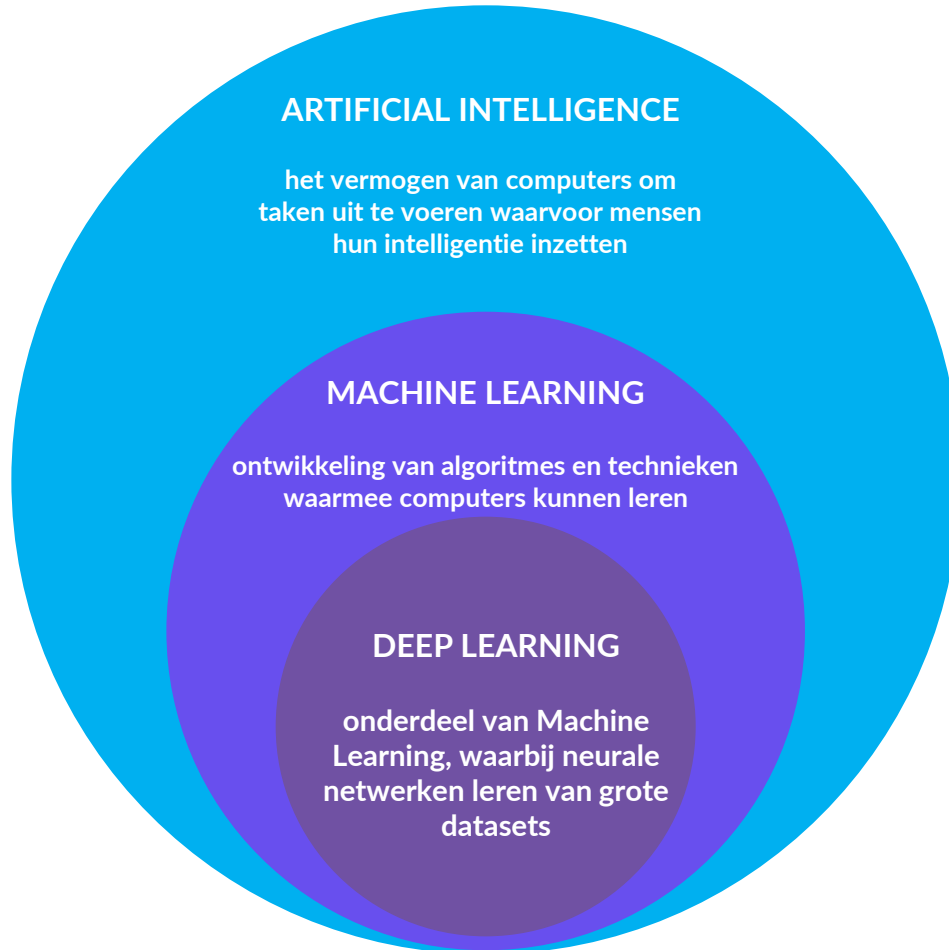 ARTIFICIAL INTELLIGENCE
het vermogen van computers om
taken uit te voeren waarvoor mensen
hun intelligentie inzetten
MACHINE LEARNING
ontwikkeling van algoritmes en technieken
waarmee computers kunnen leren
DEEP LEARNING
onderdeel van Machine
Learning, waarbij neurale
netwerken leren van grote
datasets